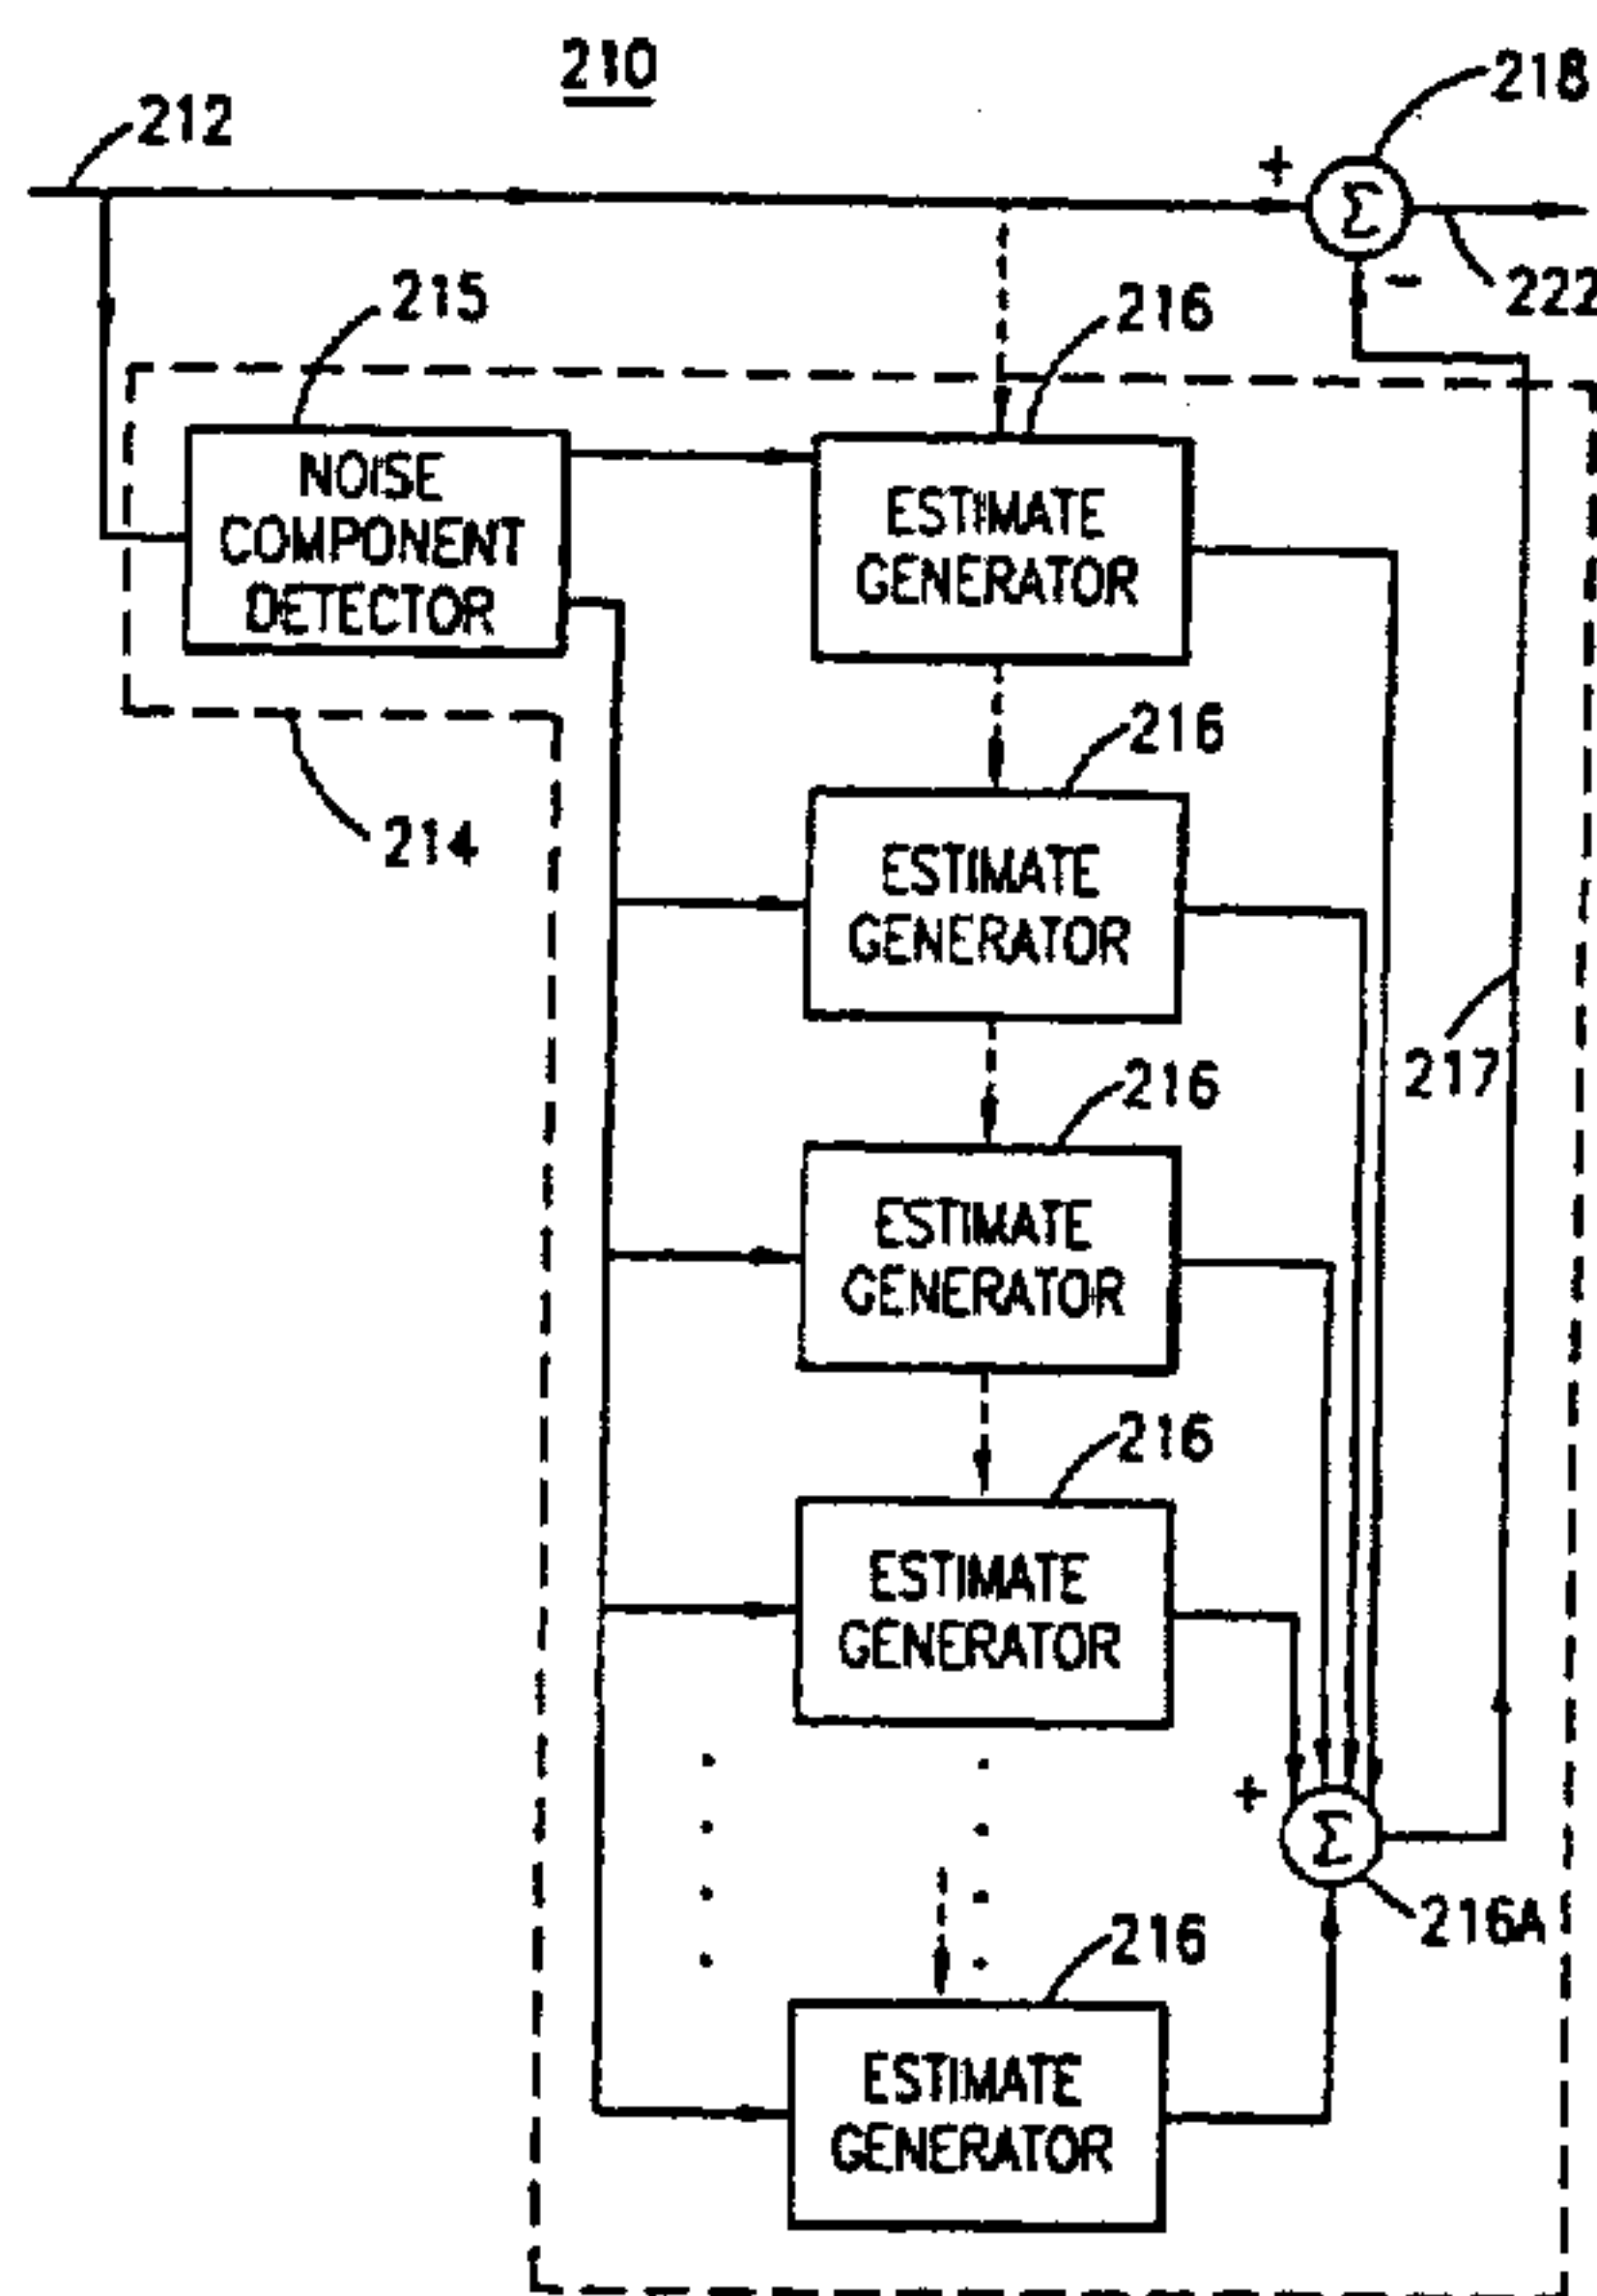 210
218
212
+
Σ
-
222
215
216
NOISE
COMPONENT
DETECTOR
ESTIMATE
GENERATOR
216
214
ESTIMATE
GENERATOR
217
216
ESTIMATE
GENERATOR
216
ESTIMATE
GENERATOR
+
Σ
216A
216
ESTIMATE
GENERATOR